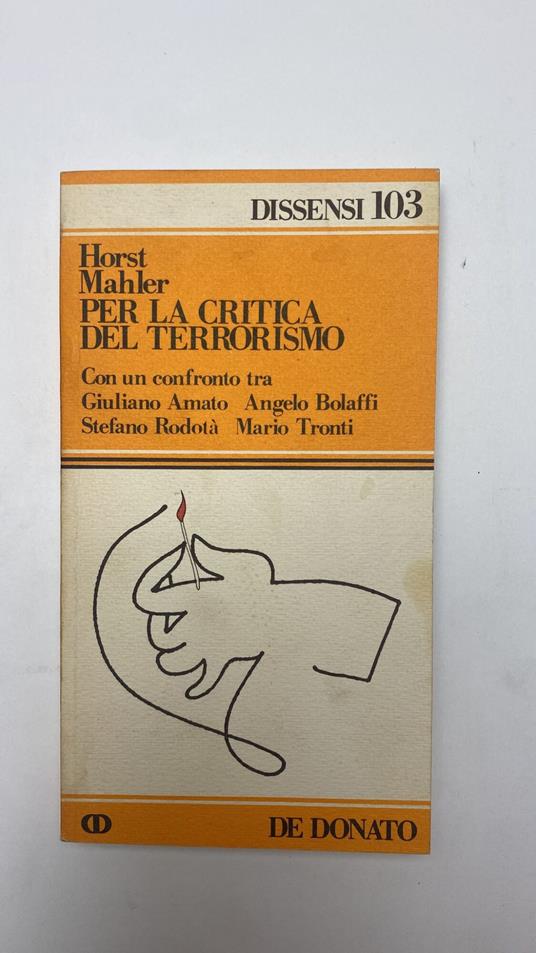 DISSENSI 103
Horst
Mahler
PER LA CRITICA
DEL TERRORISMO
Con un confronto tra
Giuliano Amato Angelo Bolaffi
Stefano Rodotà Mario Tronti
DE DONATO